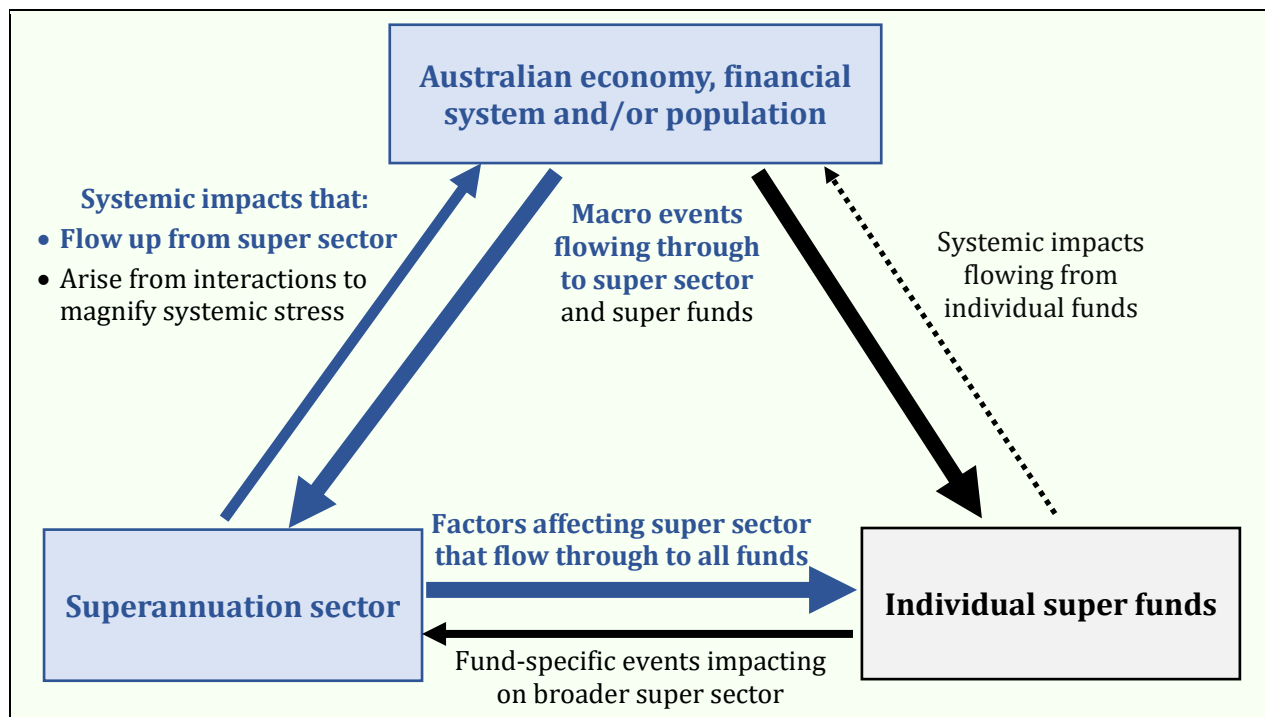 Australian economy, financial
system and/or population
Systemic impacts that:
• Flow up from super sector
• Arise from interactions to
magnify systemic stress
Macro events
flowing through
to super sector
and super funds
Systemic impacts
flowing from
individual funds
Factors affecting super sector
that flow through to all funds
Superannuation sector
Individual super funds
Fund-specific events impacting
on broader super sector